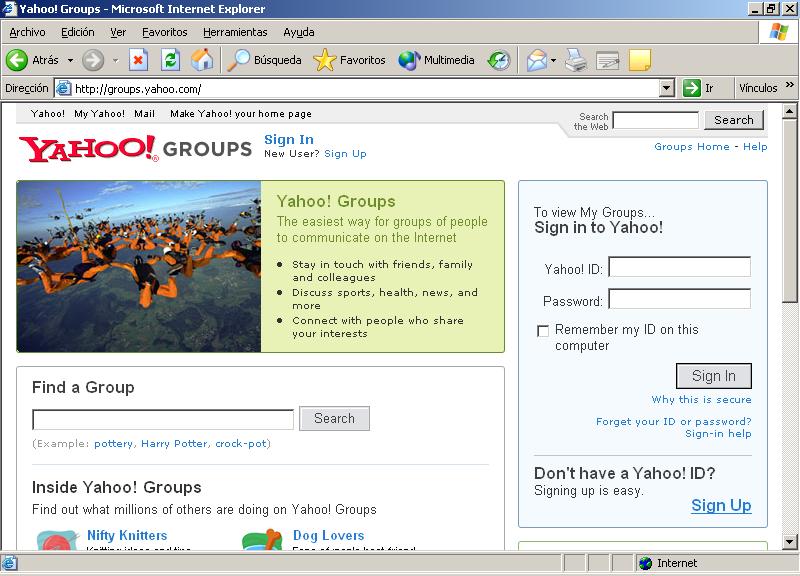 Yahoo! Groups - Microsoft Internet Explorer
Archivo Edición Ver Favoritos Herramientas Ayuda
Atrás Búsqueda Favoritos Multimedia
Dirección http://groups.yahoo.com/ Ir Vínculos »
Yahoo! My Yahoo! Mail Make Yahoo! your home page
Search
the Web
Search
YAHOO!® GROUPS
Sign In
New User? Sign Up
Groups Home - Help
Yahoo! Groups
The easiest way for groups of people
to communicate on the Internet
• Stay in touch with friends, family
and colleagues
• Discuss sports, health, news, and
more
• Connect with people who share
your interests
To view My Groups...
Sign in to Yahoo!
Yahoo! ID:
Password:
Remember my ID on this
computer
Sign In
Why this is secure
Forget your ID or password?
Sign-in help
Don't have a Yahoo! ID?
Signing up is easy.
Sign Up
Find a Group
Search
(Example: pottery, Harry Potter, crock-pot)
Inside Yahoo! Groups
Find out what millions of others are doing on Yahoo! Groups
Nifty Knitters
Dog Lovers
Internet